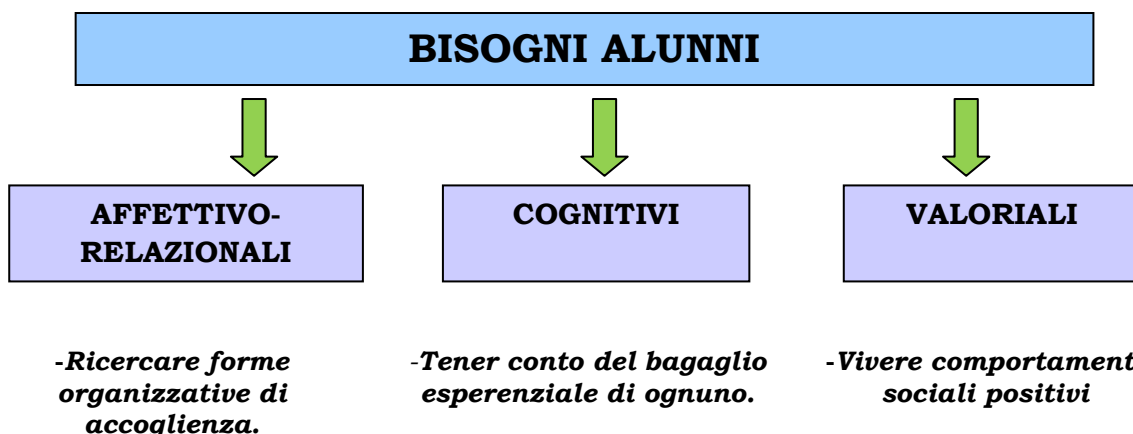 BISOGNI ALUNNI
AFFETTIVO-
RELAZIONALI
COGNITIVI
VALORIALI
-Ricercare forme
organizzative di
accoglienza.
-Tener conto del bagaglio
esperenziale di ognuno.
-Vivere comportament
sociali positivi